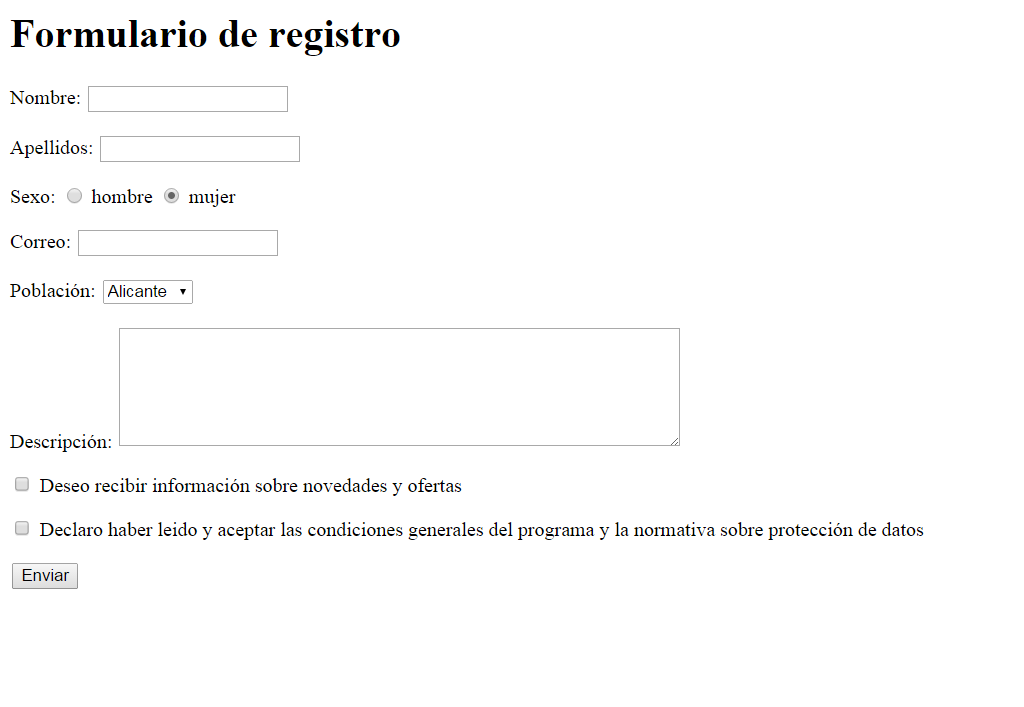 Formulario de registro
Nombre:
Apellidos:
Sexo: hombre mujer
Correo:
Población: Alicante
Descripción:
Deseo recibir información sobre novedades y ofertas
Declaro haber leido y aceptar las condiciones generales del programa y la normativa sobre protección de datos
Enviar